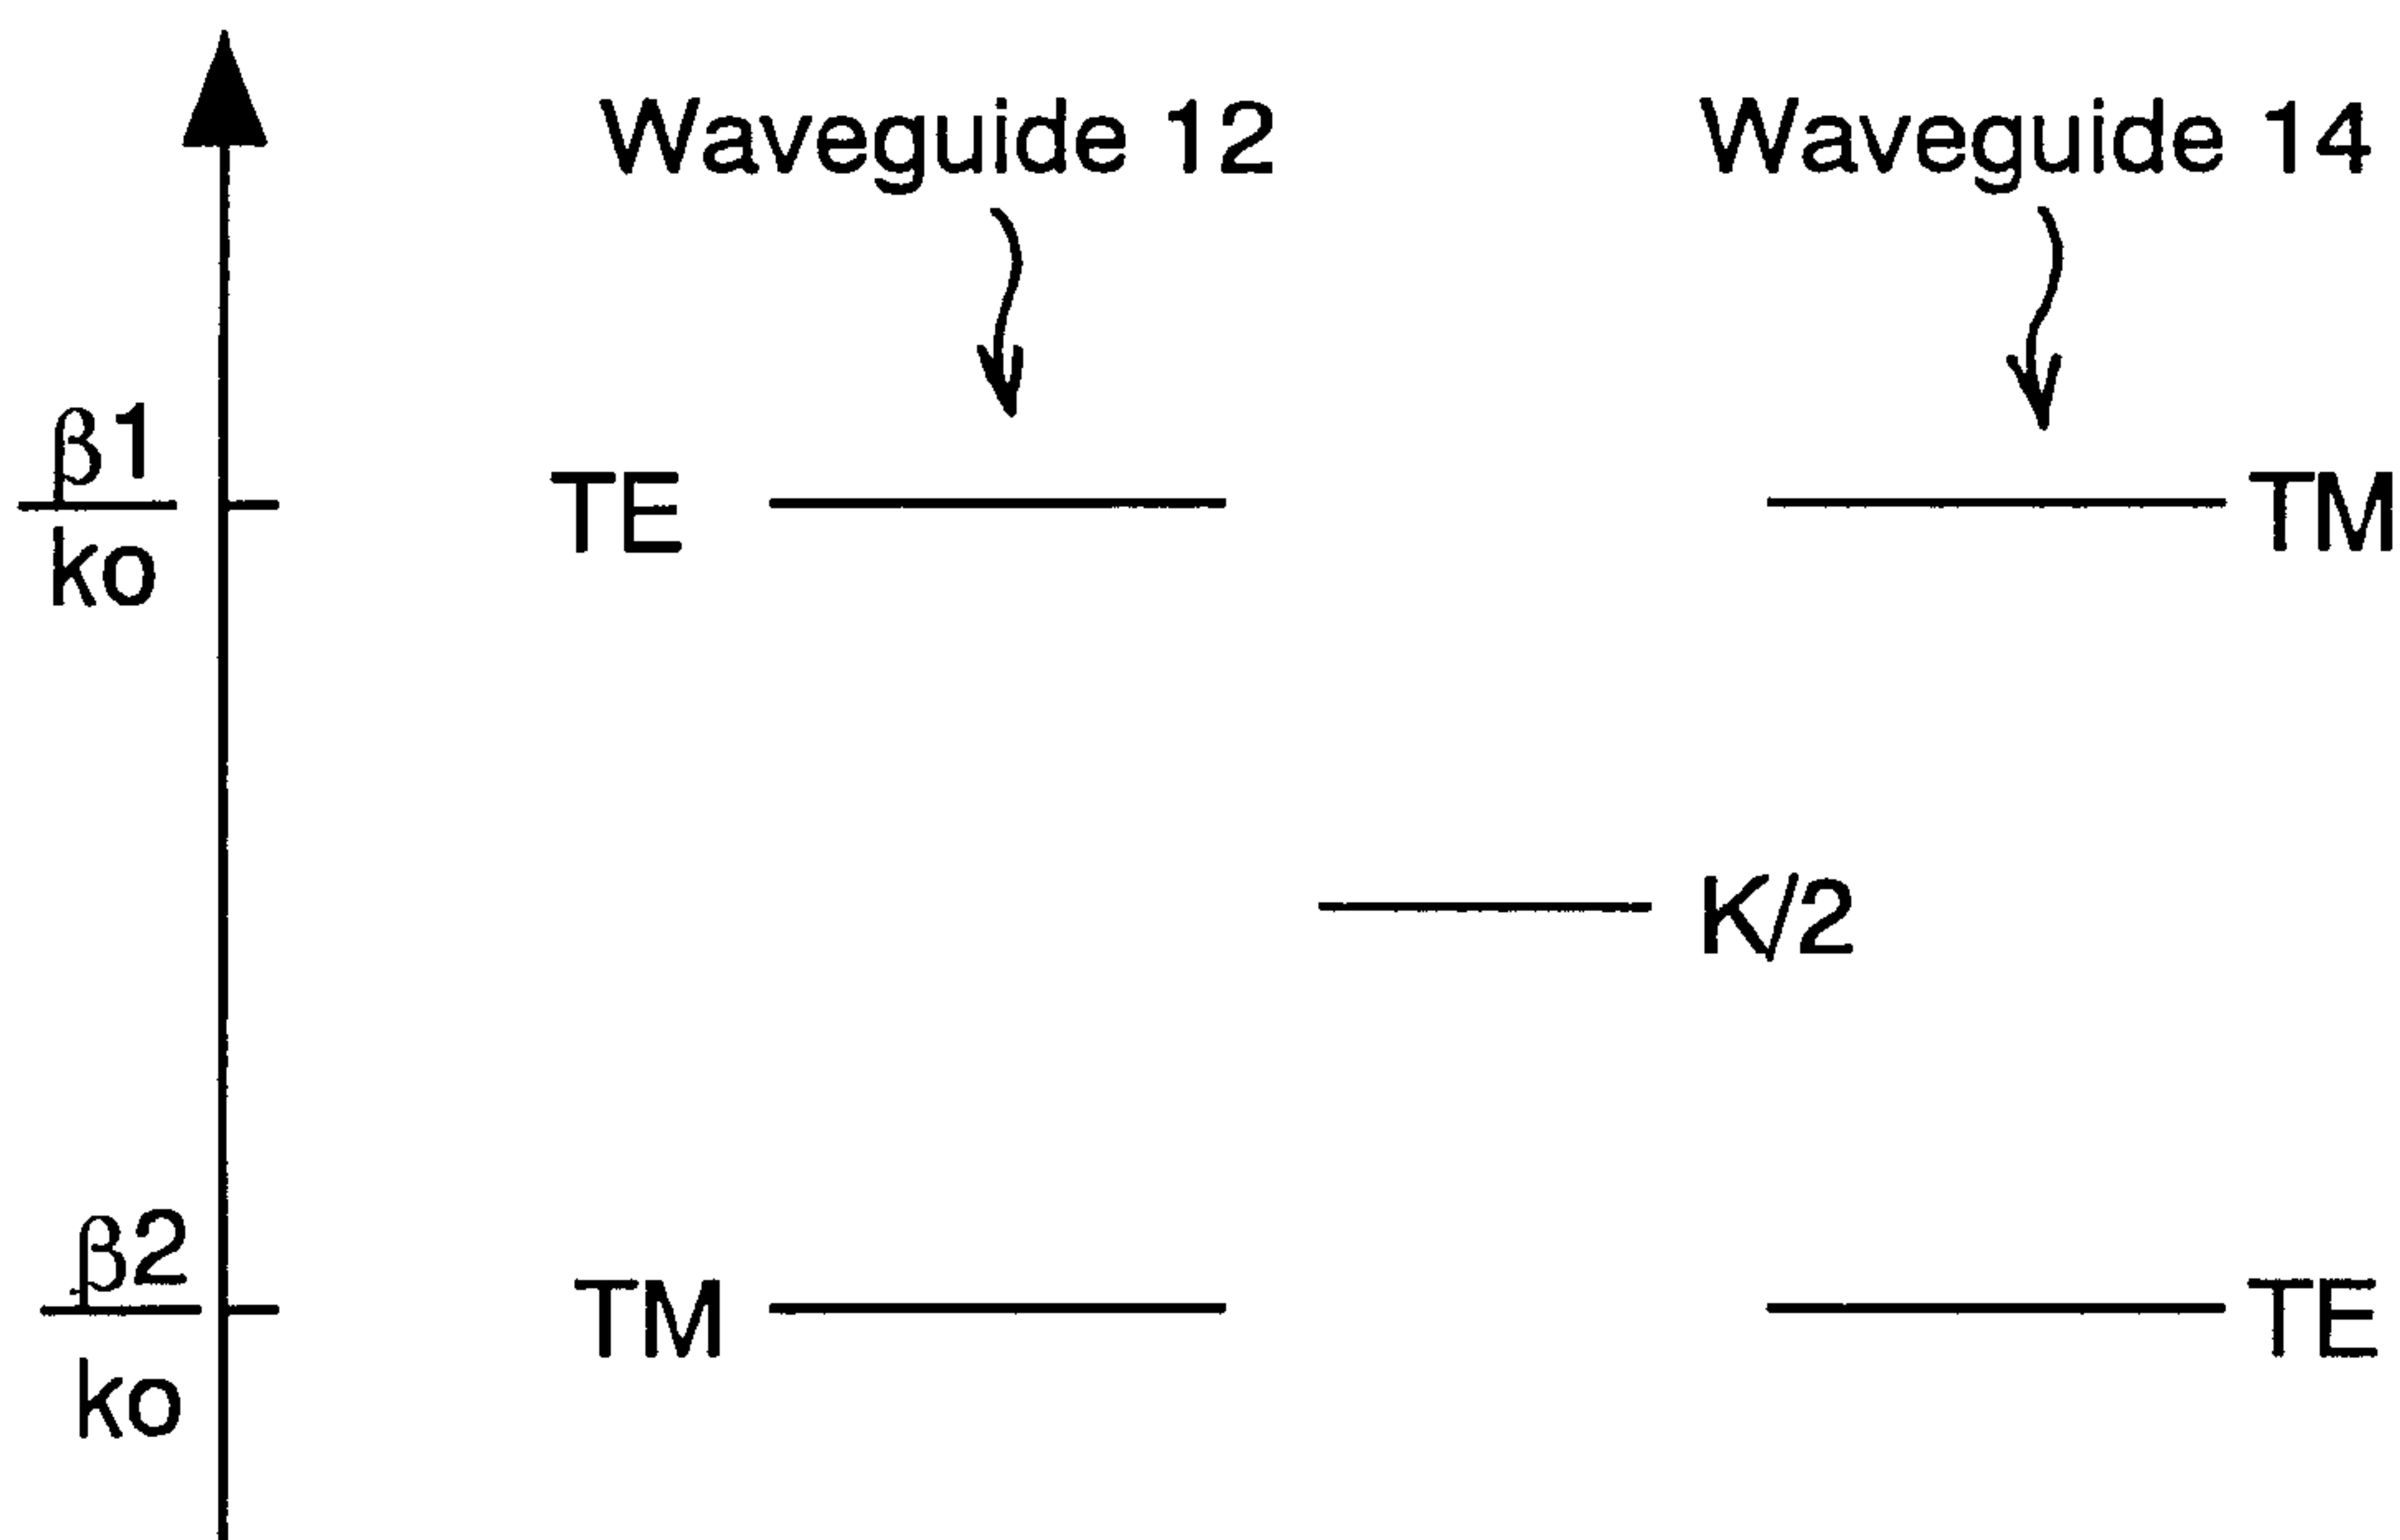 Waveguide 12 Waveguide 14
β1
ko
TE TM
K/2
β2
ko
TM TE